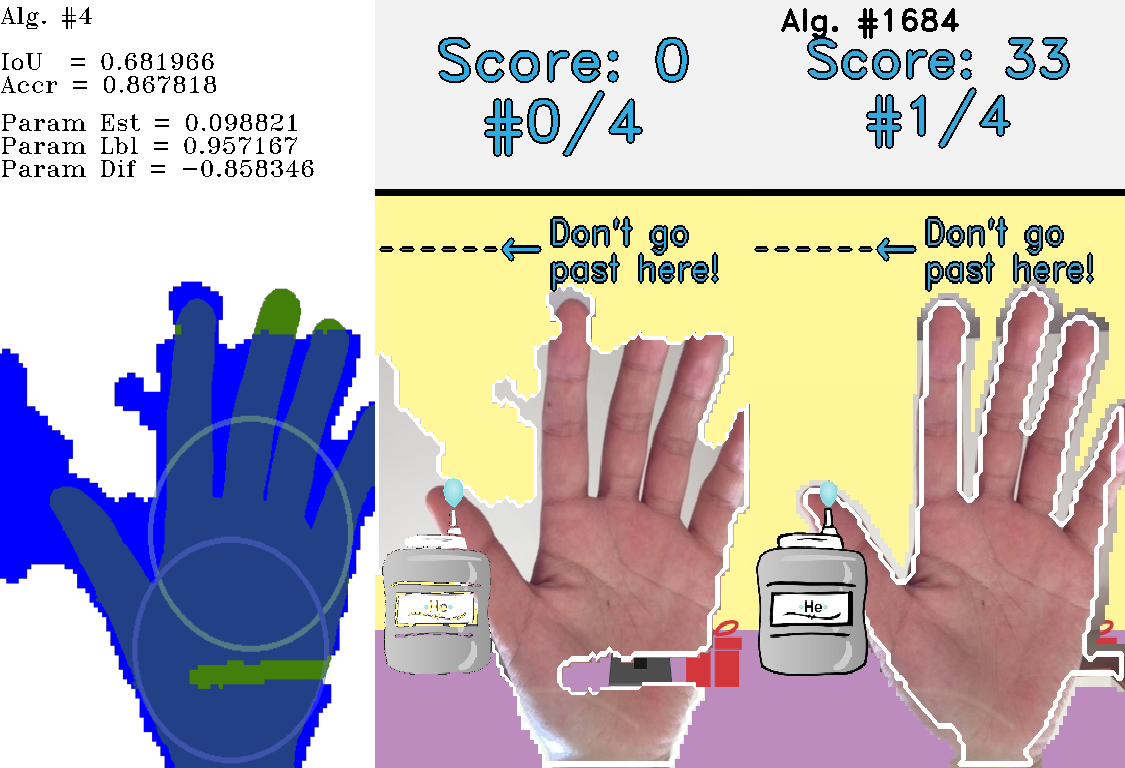 Alg. #4
IoU  = 0.681966
Accr = 0.867818
Param Est = 0.098821
Param Lbl = 0.957167
Param Dif = −0.858346
Score: 0
#0/4
Don't go
past here!
He
Alg. #1684
Score: 33
#1/4
Don't go
past here!
He